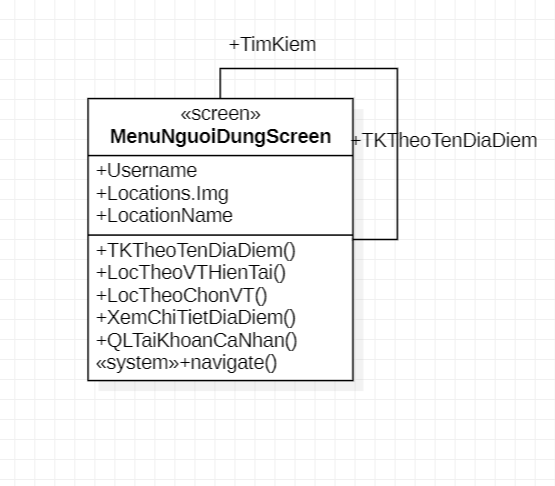 +TimKiem
«screen»
MenuNguoiDungScreen
+TKTheoTenDiaDiem
+Username
+Locations.Img
+LocationName
+TKTheoTenDiaDiem()
+LocTheoVTHienTai()
+LocTheoChonVT()
+XemChiTietDiaDiem()
+QLTaiKhoanCaNhan()
«system»+navigate()